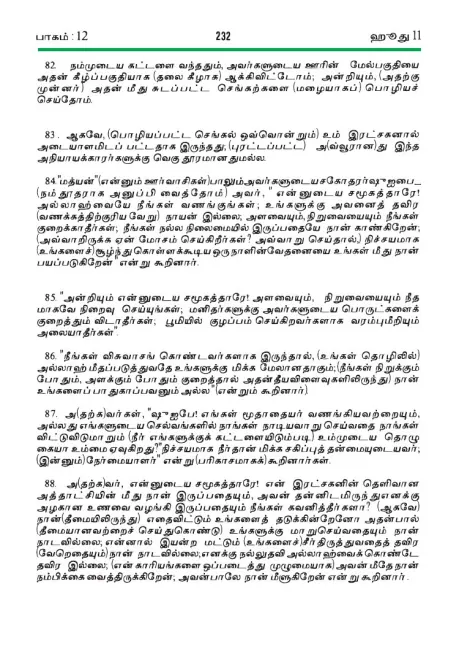 பாகம் : 12 232 ஹூது 11
82. நம்முடைய கட்டளை வந்ததும், அவர்களுடைய ஊரின் மேல்பகுதியை
அதன் கீழ்ப்பகுதியாக (தலை கீழாக) ஆக்கிவிட்டோம்; அன்றியும், (அதற்கு
முன்னர்) அதன் மீது சுடப்பட்ட செங்கற்களை (மழையாகப்) பொழியச்
செய்தோம்.
83 . ஆகவே, (பொழியப்பட்ட செங்கல் ஒவ்வொன்றும்) உம் இரட்சகனால்
அடையாளமிடப் பட்டதாக இருந்தது; (புரட்டப்பட்ட) அ(வ்வூரான)து இந்த
அநியாயக்காரர்களுக்கு வெகு தூரமானதுமல்ல.
84."மத்யன்"(என்னும் ஊர்வாசிகள்)பாலும்அவர்களுடையசகோதரர்ஷுஐபை_
(நம் தூதராக அனுப்பி வைத்தோம்) அவர், " என்னுடைய சமூகத்தாரே!
அல்லாஹ்வையே நீங்கள் வணங்குங்கள் ; உங்களுக்கு அவனைத் தவிர
(வணக்கத்திற்குரிய வேறு) நாயன் இல்லை; அளவையும், நிறுவையையும் நீங்கள்
குறைக்காதீர்கள்; நீங்கள் நல்ல நிலைமையில் இருப்பதையே நான் காண்கிறேன்;
(அவ்வாறிருக்க ஏன் மோசம் செய்கிறீர்கள்? அவ்வாறு செய்தால்,) நிச்சயமாக
(உங்களைச்)சூழ்ந்துகொள்ளக்கூடியஒருநாளின்வேதனையை உங்கள் மீது நான்
பயப்படுகிறேன்" என்று கூறினார்.
85. "அன்றியும் என்னுடைய சமூகத்தாரே! அளவையும், நிறுவையையும் நீத
மாகவே நிறைவு செய்யுங்கள்; மனிதர்களுக்கு அவர்களுடைய பொருட்களைக்
குறைத்தும் விடாதீர்கள்; பூமியில் குழப்பம் செய்கிறவர்களாக வரம்புமீறியும்
அலையாதீர்கள்".
86. "நீங்கள் விசுவாசங் கொண்டவர்களாக இருந்தால், (உங்கள் தொழிலில்)
அல்லாஹ் மீதப்படுத்துவதே உங்களுக்கு மிக்க மேலானதாகும்;(நீங்கள் நிறுக்கும்
போதும், அளக்கும் போதும் குறைத்தால் அதன்தீயவிளைவுகளிலிருந்து) நான்
உங்களைப் பாதுகாப்பவனும் அல்ல" (என்றும் கூறினார்).
87. அ(தற்க)வர்கள், "ஷுஐபே! எங்கள் மூதாதையர் வணங்கியவற்றையும்,
அல்லது எங்களுடைய செல்வங்களில் நாங்கள் நாடியவாறு செய்வதை நாங்கள்
விட்டுவிடுமாறும் (நீர் எங்களுக்குக் கட்டளையிடும்படி) உம்முடைய தொழு
கையா உம்மை ஏவுகிறது?"நிச்சயமாக நீர்தான் மிக்க சகிப்புத்தன்மையுடையவர்;
(இன்னும்)நேர்மையாளர்" என்று(பரிகாசமாகக்)கூறினார்கள்.
88. அ(தற்க)வர், என்னுடைய சமூகத்தாரே! என் இரட்சகனின் தெளிவான
அத்தாட்சியின் மீது நான் இருப்பதையும், அவன் தன்னிடமிருந்துஎனக்கு
அழகான உணவை வழங்கி இருப்பதையும் நீங்கள் கவனித்தீர்களா? (ஆகவே)
நான்(தீமையிலிருந்து) எதைவிட்டும் உங்களைத் தடுக்கின்றேனோ அதன்பால்
(தீமையானவற்றைச் செய்துகொண்டு) உங்களுக்கு மாறுசெய்வதையும் நான்
நாடவில்லை; என்னால் இயன்ற மட்டும் (உங்களைச்)சீர்திருத்துவதைத் தவிர
(வேறெதையும்)நான் நாடவில்லை;எனக்கு நல்லுதவி அல்லாஹ்வைக்கொண்டே
தவிர இல்லை; (என் காரியங்களை ஒப்படைத்து முழுமையாக) அவன் மீதே நான்
நம்பிக்கை வைத்திருக்கிறேன்; அவன்பாலே நான் மீளுகிறேன் என்று கூறினார் .